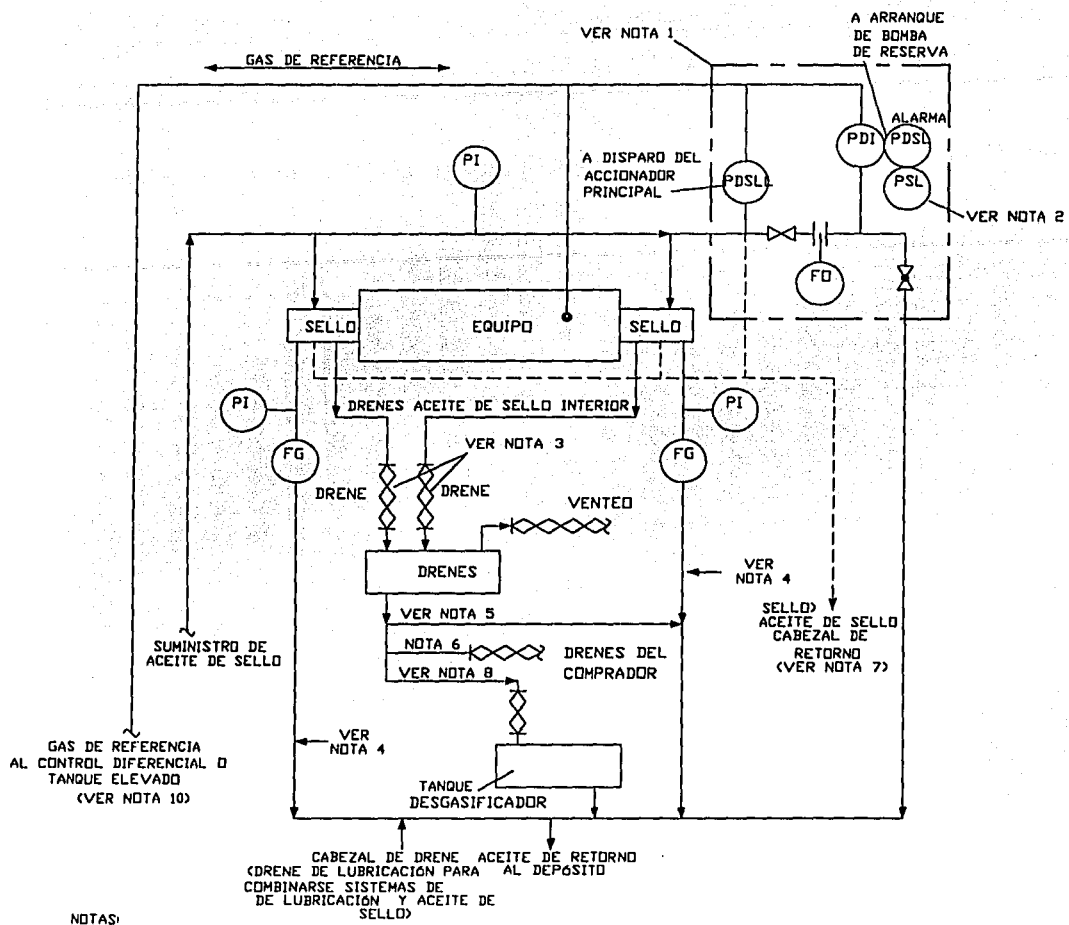 A ARRANQUE
DE BOMBA
DE RESERVA
VER NOTA 1
GAS DE REFERENCIA
ALARMA
PDI
PDSL
PSL
PI
A DISPARO DEL
ACCIONADOR
PRINCIPAL
PDSLL
VER NOTA 2
FO
SELLO
EQUIPO
SELLO
PI
DRENES ACEITE DE SELLO INTERIOR
PI
FG
VER NOTA 3
FG
DRENE
DRENE
VENTEO
DRENES
VER
NOTA 4
VER NOTA 5
SELLO)
ACEITE DE SELLO
CABEZAL DE
RETORNO
(VER NOTA 7)
SUMINISTRO DE
ACEITE DE SELLO
NOTA 6
DRENES DEL
COMPRADOR
VER NOTA 8
VER
NOTA 4
GAS DE REFERENCIA
AL CONTROL DIFERENCIAL O
TANQUE ELEVADO
(VER NOTA 10)
TANQUE
DESGASIFICADOR
CABEZAL DE DRENE
(DRENE DE LUBRICACIÓN PARA
COMBINARSE SISTEMAS DE
DE LUBRICACIÓN Y ACEITE DE
SELLO)
ACEITE DE RETORNO
AL DEPÓSITO
NOTAS: